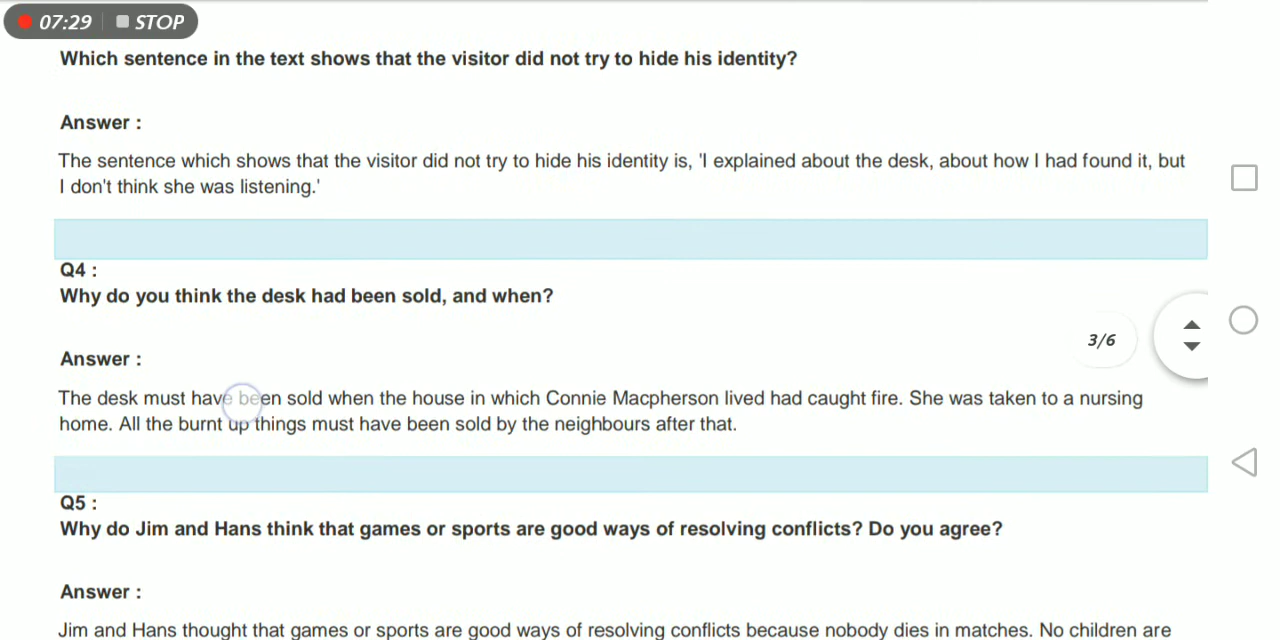 07:29 STOP
Which sentence in the text shows that the visitor did not try to hide his identity?
Answer :
The sentence which shows that the visitor did not try to hide his identity is, 'I explained about the desk, about how I had found it, but
I don't think she was listening.'
Q4 :
Why do you think the desk had been sold, and when?
3/6
Answer :
The desk must have been sold when the house in which Connie Macpherson lived had caught fire. She was taken to a nursing
home. All the burnt up things must have been sold by the neighbours after that.
Q5 :
Why do Jim and Hans think that games or sports are good ways of resolving conflicts? Do you agree?
Answer :
Jim and Hans thought that games or sports are good ways of resolving conflicts because nobody dies in matches. No children are